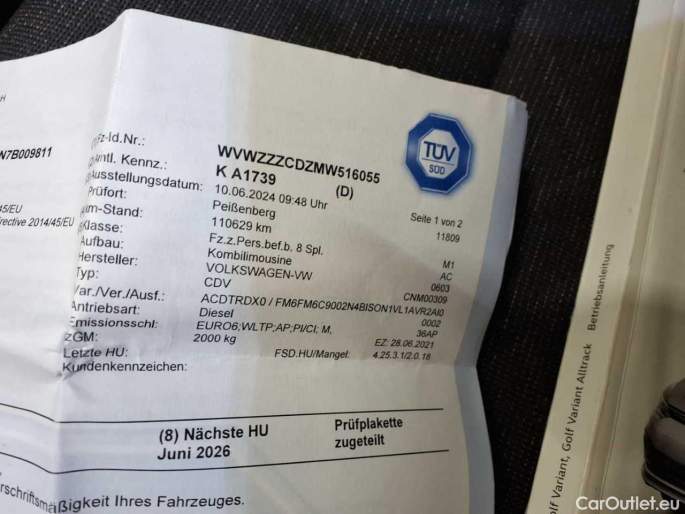 N7B009811
45/EU
rective 2014/45/EU
Fz-Id.Nr.: WVWZZZCDZMW516055
Amtl. Kennz.: K A1739 (D)
Ausstellungsdatum: 10.06.2024 09:48 Uhr Seite 1 von 2
Prüfort: Peißenberg 11809
km-Stand: 110629 km
Klasse: Fz.z.Pers.bef.b. 8 Spl. M1
Aufbau: Kombilimousine AC
Hersteller: VOLKSWAGEN-VW 0603
Typ: CDV CNM00309
Var./Ver./Ausf.: ACDTRDX0 / FM6FM6C9002N4BISON1VL1AVR2AI0
Antriebsart: Diesel 0002
Emissionsschl: EURO6;WLTP;AP;PI/CI; M, 36AP
zGM: 2000 kg EZ: 28.06.2021
Letzte HU: FSD.HU/Mangel. 4.25.3.1/2.0.18
Kundenkennzeichen:
TÜV
SÜD
(8) Nächste HU Prüfplakette
Juni 2026 zugeteilt
rschriftsmäßigkeit Ihres Fahrzeuges.
olf Variant, Golf Variant Alltrack Betriebsanleitung
CarOutlet.eu